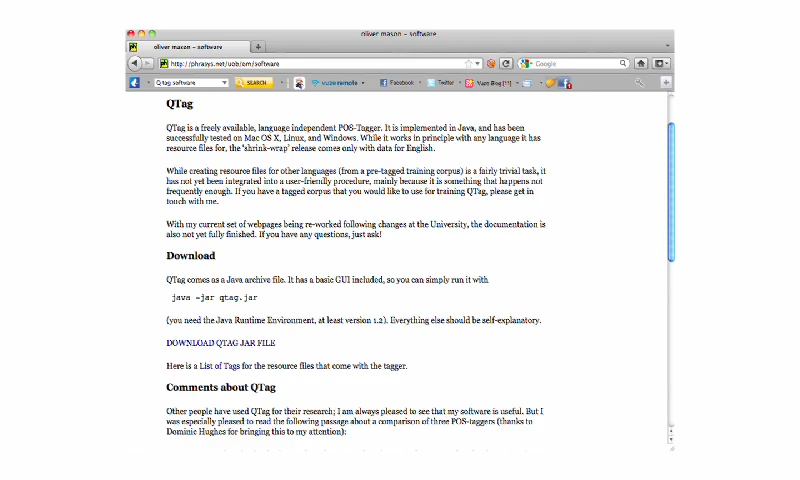 oliver mason – software
oliver mason – software
http://phrasys.net/uob/om/software
Google
QTag software
SEARCH
vuze remote
Facebook
Twitter
Vuze Blog [11]
QTag
QTag is a freely available, language independent POS-Tagger. It is implemented in Java, and has been
successfully tested on Mac OS X, Linux, and Windows. While it works in principle with any language it has
resource files for, the 'shrink-wrap' release comes only with data for English.
While creating resource files for other languages (from a pre-tagged training corpus) is a fairly trivial task, it
has not yet been integrated into a user-friendly procedure, mainly because it is something that happens not
frequently enough. If you have a tagged corpus that you would like to use for training QTag, please get in
touch with me.
With my current set of webpages being re-worked following changes at the University, the documentation is
also not yet fully finished. If you have any questions, just ask!
Download
QTag comes as a Java archive file. It has a basic GUI included, so you can simply run it with
java -jar qtag.jar
(you need the Java Runtime Environment, at least version 1.2). Everything else should be self-explanatory.
DOWNLOAD QTAG JAR FILE
Here is a List of Tags for the resource files that come with the tagger.
Comments about QTag
Other people have used QTag for their research; I am always pleased to see that my software is useful. But I
was especially pleased to read the following passage about a comparison of three POS-taggers (thanks to
Dominic Hughes for bringing this to my attention):